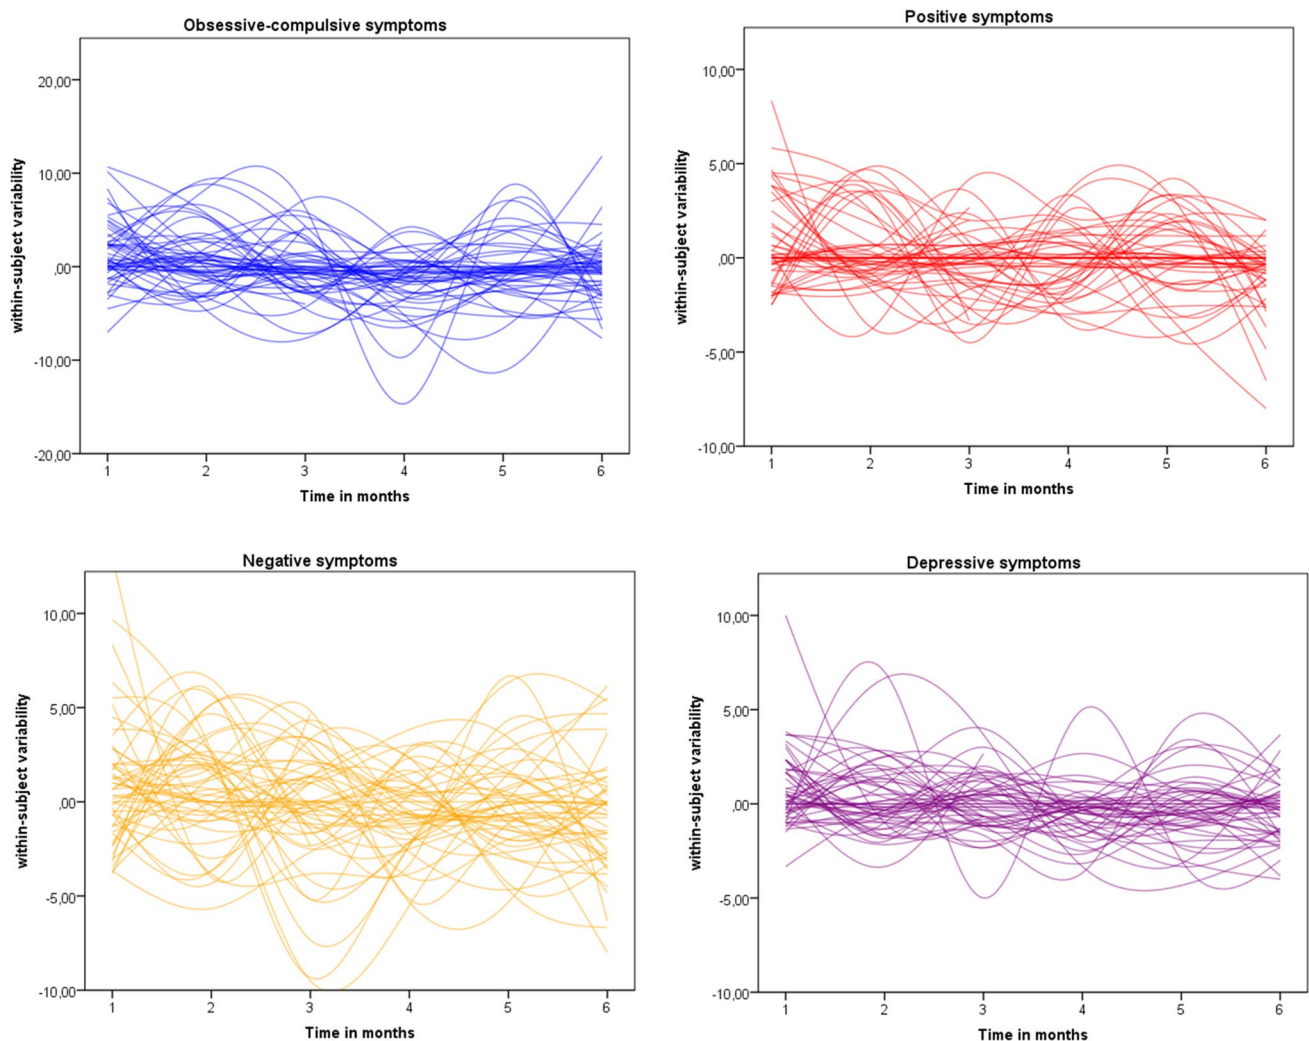 Obsessive-compulsive symptoms
within-subject variability
20,00
10,00
,00
-10,00
-20,00
1 2 3 4 5 6
Time in months
Positive symptoms
within-subject variability
10,00
5,00
,00
-5,00
-10,00
1 2 3 4 5 6
Time in months
Negative symptoms
within-subject variability
10,00
5,00
,00
-5,00
-10,00
1 2 3 4 5 6
Time in months
Depressive symptoms
within-subject variability
10,00
5,00
,00
-5,00
-10,00
1 2 3 4 5 6
Time in months